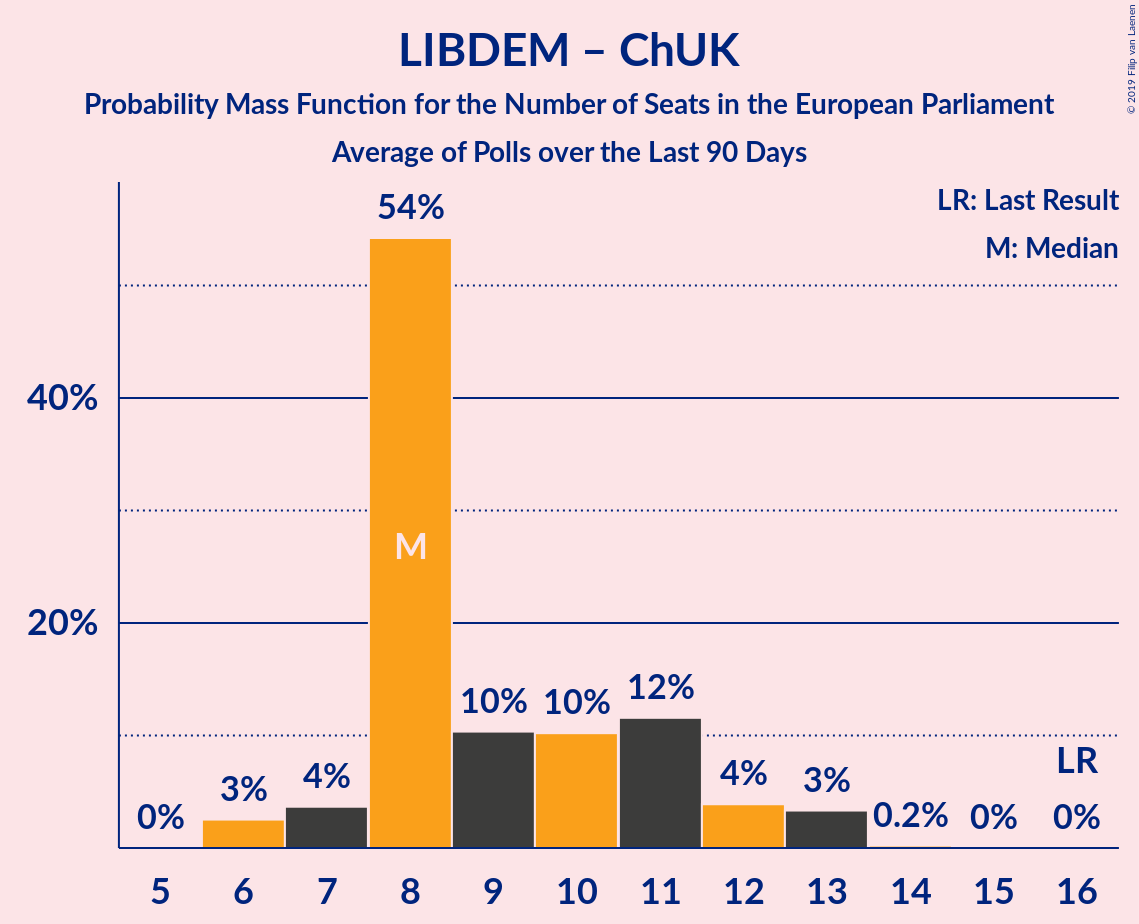 LIBDEM – ChUK
Probability Mass Function for the Number of Seats in the European Parliament
Average of Polls over the Last 90 Days
© 2019 Filip van Laenen
LR: Last Result
M: Median
54%
40%
M
20%
10% 10% 12%
3% 4% 4% 3% LR
0% 0.2% 0% 0%
5 6 7 8 9 10 11 12 13 14 15 16